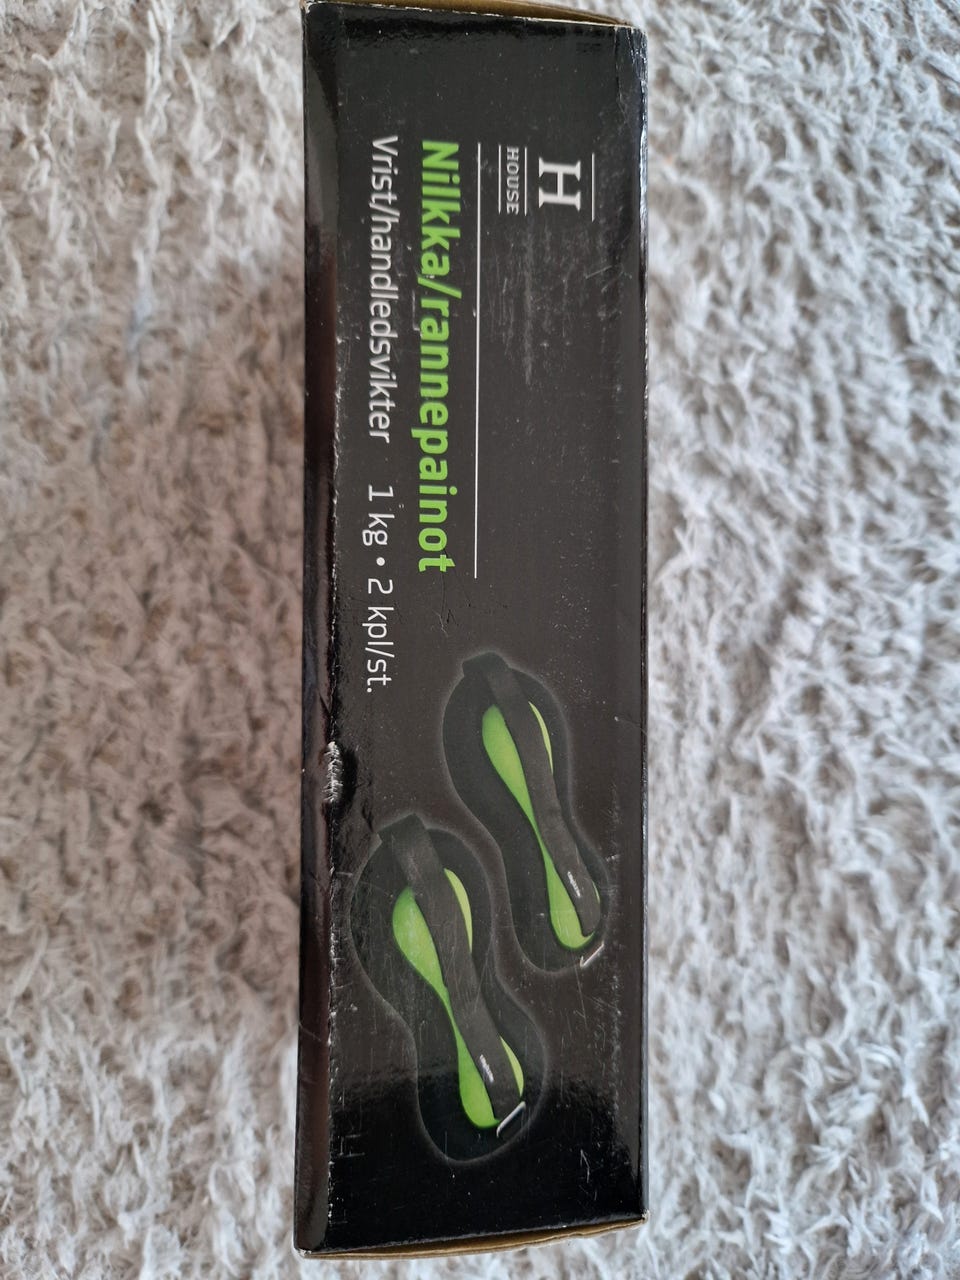 H
HOUSE
Nilkka/rannepainot
Vrist/handledsvikter 1 kg • 2 kpl/st.